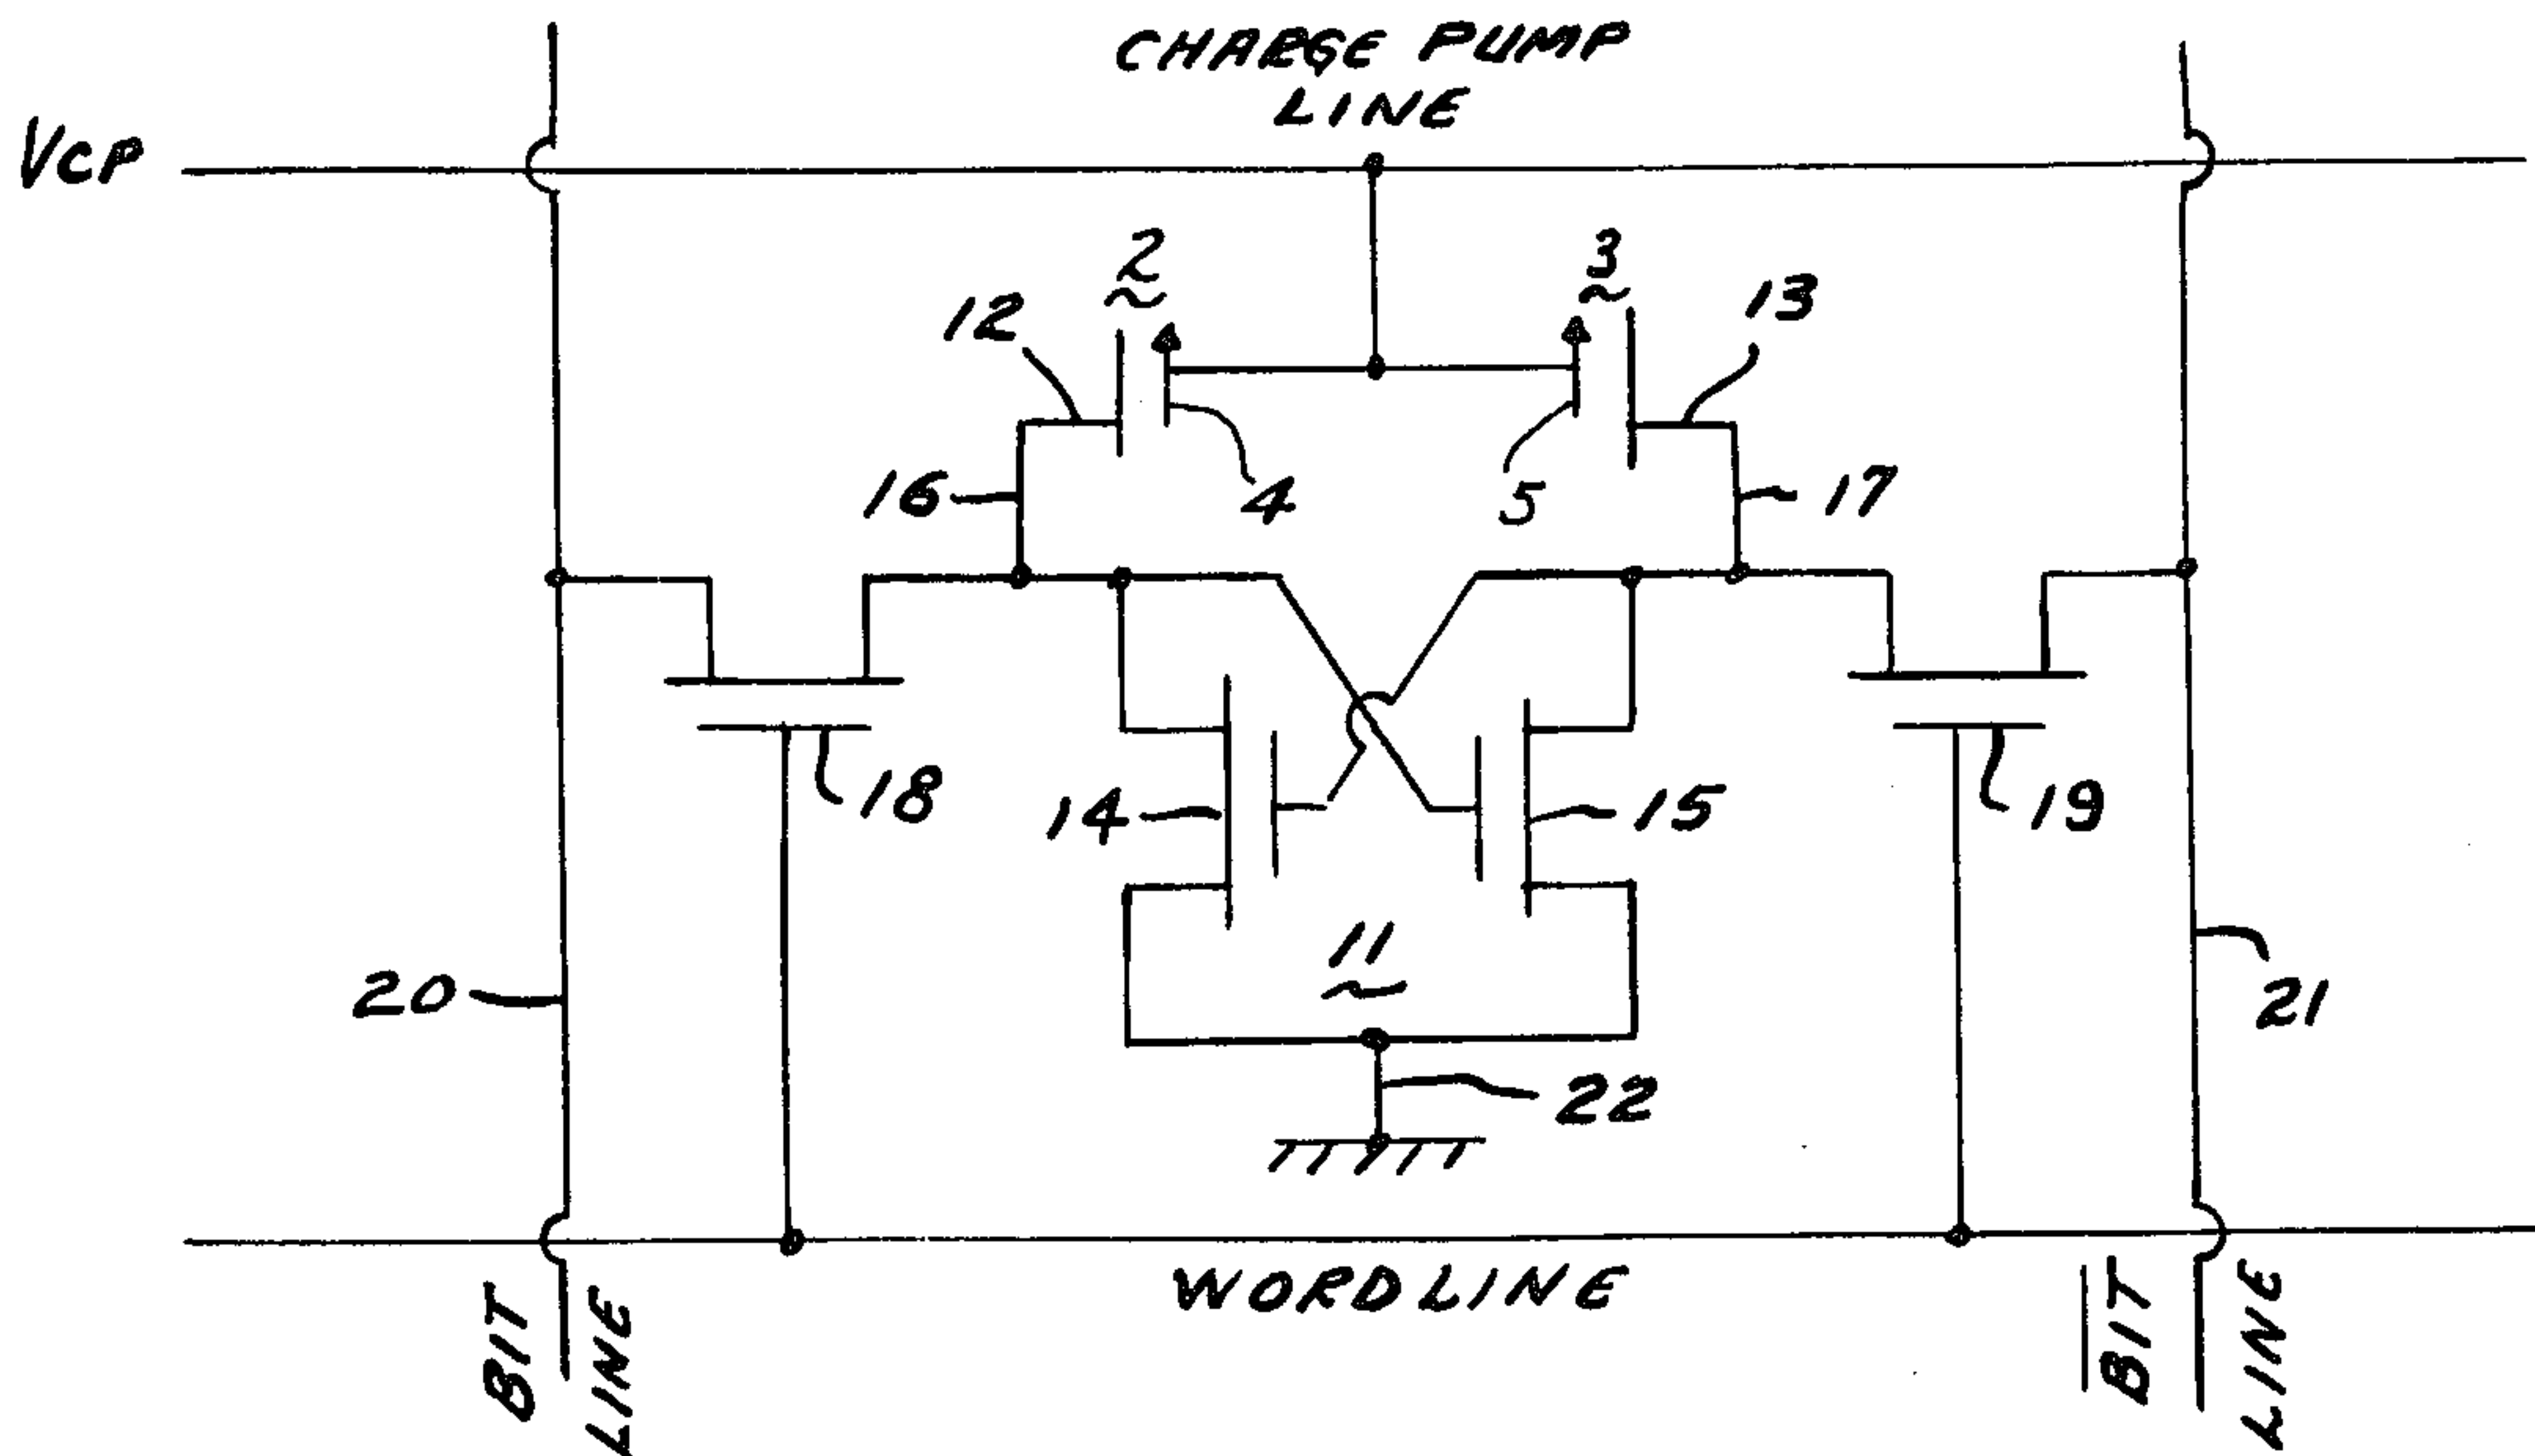 CHARGE PUMP
LINE
VCP
2
3
12
13
16
4
5
17
18
14
15
19
11
20
21
22
WORDLINE
BIT
LINE
BIT
LINE